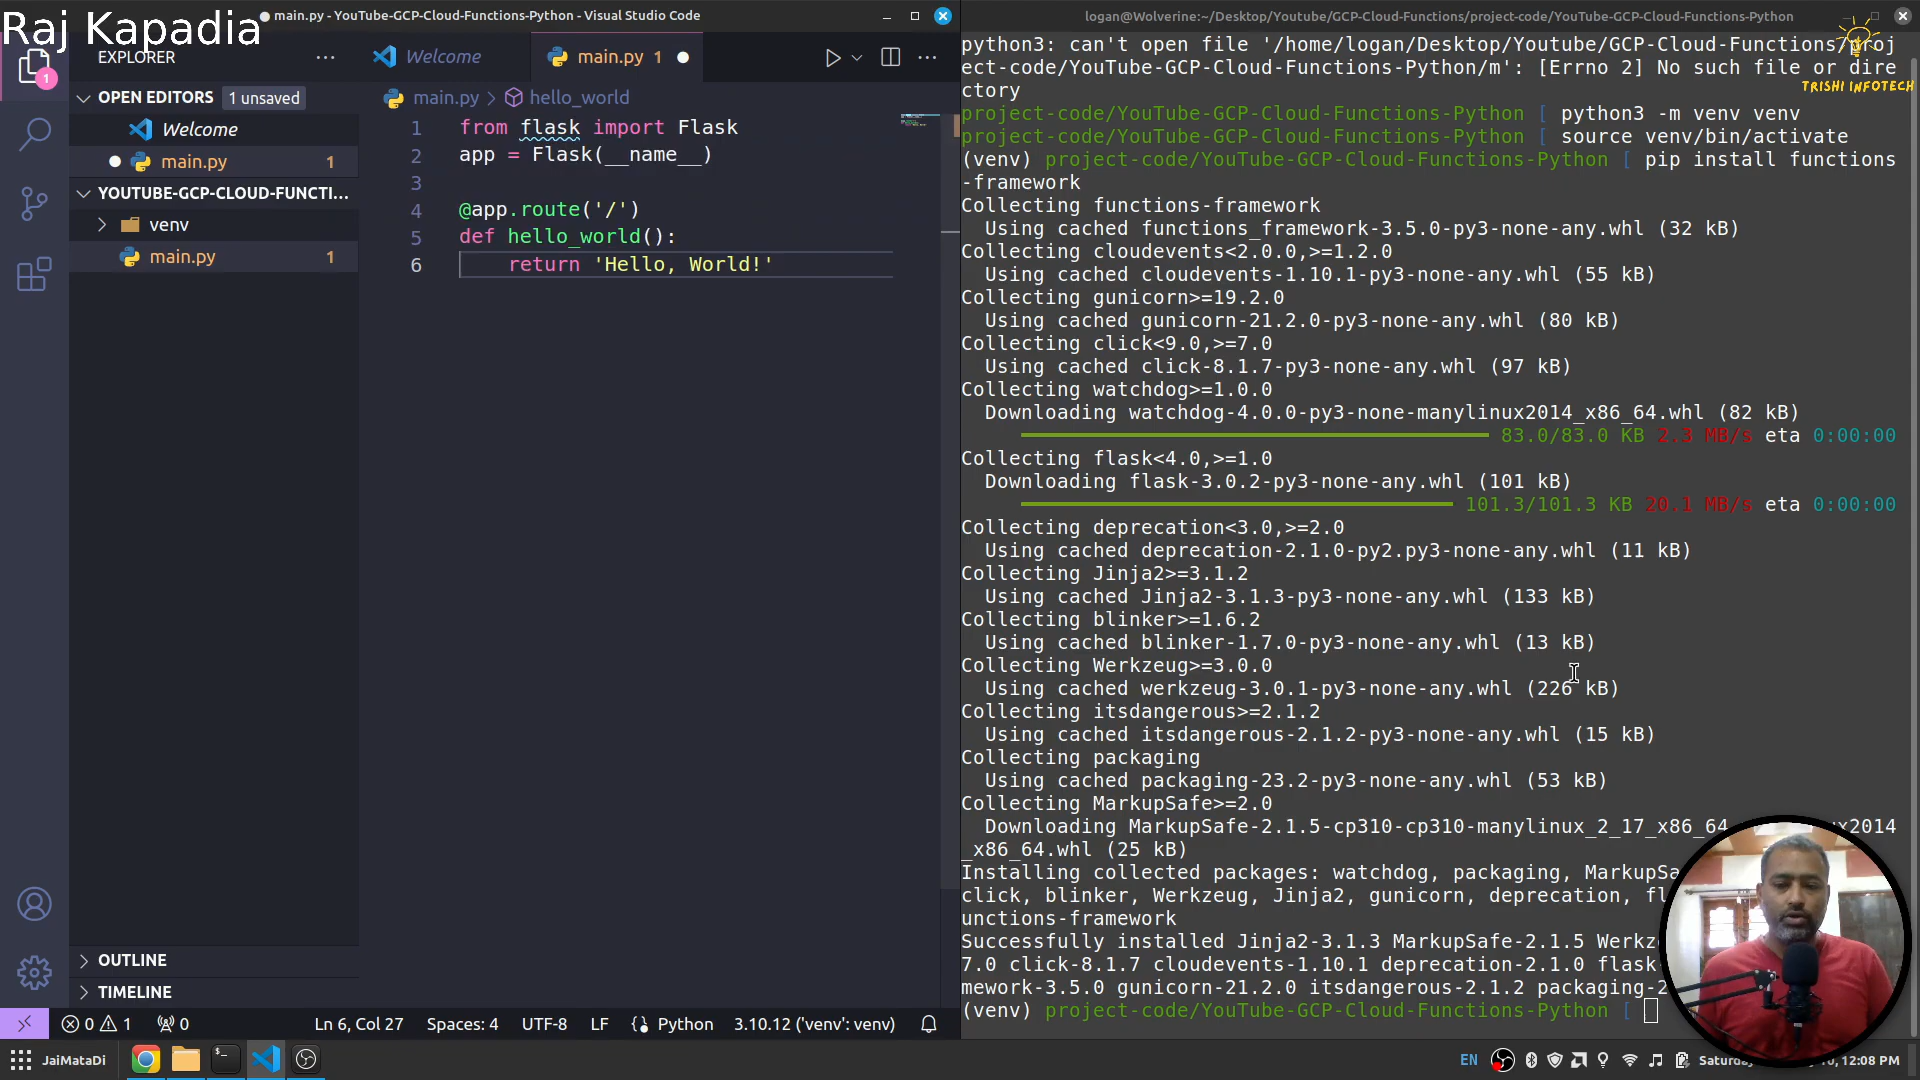 Raj Kapadia
main.py - YouTube-GCP-Cloud-Functions-Python - Visual Studio Code
EXPLORER
Welcome
main.py 1
OPEN EDITORS 1 unsaved
Welcome
main.py 1
YOUTUBE-GCP-CLOUD-FUNCTI...
venv
main.py 1
OUTLINE
TIMELINE
1
main.py > hello_world
1 from flask import Flask
2 app = Flask(__name__)
3
4 @app.route('/')
5 def hello_world():
6 return 'Hello, World!'
0 1 0
Ln 6, Col 27 Spaces: 4 UTF-8 LF Python 3.10.12 ('venv': venv)
logan@Wolverine:~/Desktop/Youtube/GCP-Cloud-Functions/project-code/YouTube-GCP-Cloud-Functions-Python
TRISHI INFOTECH
python3: can't open file '/home/logan/Desktop/Youtube/GCP-Cloud-Functions/proj
ect-code/YouTube-GCP-Cloud-Functions-Python/m': [Errno 2] No such file or dire
ctory
project-code/YouTube-GCP-Cloud-Functions-Python [ python3 -m venv venv
project-code/YouTube-GCP-Cloud-Functions-Python [ source venv/bin/activate
(venv) project-code/YouTube-GCP-Cloud-Functions-Python [ pip install functions
-framework
Collecting functions-framework
Using cached functions_framework-3.5.0-py3-none-any.whl (32 kB)
Collecting cloudevents<2.0.0,>=1.2.0
Using cached cloudevents-1.10.1-py3-none-any.whl (55 kB)
Collecting gunicorn>=19.2.0
Using cached gunicorn-21.2.0-py3-none-any.whl (80 kB)
Collecting click<9.0,>=7.0
Using cached click-8.1.7-py3-none-any.whl (97 kB)
Collecting watchdog>=1.0.0
Downloading watchdog-4.0.0-py3-none-manylinux2014_x86_64.whl (82 kB)
83.0/83.0 KB 2.3 MB/s eta 0:00:00
Collecting flask<4.0,>=1.0
Downloading flask-3.0.2-py3-none-any.whl (101 kB)
101.3/101.3 KB 20.1 MB/s eta 0:00:00
Collecting deprecation<3.0,>=2.0
Using cached deprecation-2.1.0-py2.py3-none-any.whl (11 kB)
Collecting Jinja2>=3.1.2
Using cached Jinja2-3.1.3-py3-none-any.whl (133 kB)
Collecting blinker>=1.6.2
Using cached blinker-1.7.0-py3-none-any.whl (13 kB)
Collecting Werkzeug>=3.0.0
Using cached werkzeug-3.0.1-py3-none-any.whl (226 kB)
Collecting itsdangerous>=2.1.2
Using cached itsdangerous-2.1.2-py3-none-any.whl (15 kB)
Collecting packaging
Using cached packaging-23.2-py3-none-any.whl (53 kB)
Collecting MarkupSafe>=2.0
Downloading MarkupSafe-2.1.5-cp310-cp310-manylinux_2_17_x86_64 ux2014
_x86_64.whl (25 kB)
Installing collected packages: watchdog, packaging, MarkupSa
click, blinker, Werkzeug, Jinja2, gunicorn, deprecation, fl
unctions-framework
Successfully installed Jinja2-3.1.3 MarkupSafe-2.1.5 Werkz
7.0 click-8.1.7 cloudevents-1.10.1 deprecation-2.1.0 flask-
mework-3.5.0 gunicorn-21.2.0 itsdangerous-2.1.2 packaging-2
(venv) project-code/YouTube-GCP-Cloud-Functions-Python [
JaiMataDi
EN
Saturday 12:08 PM